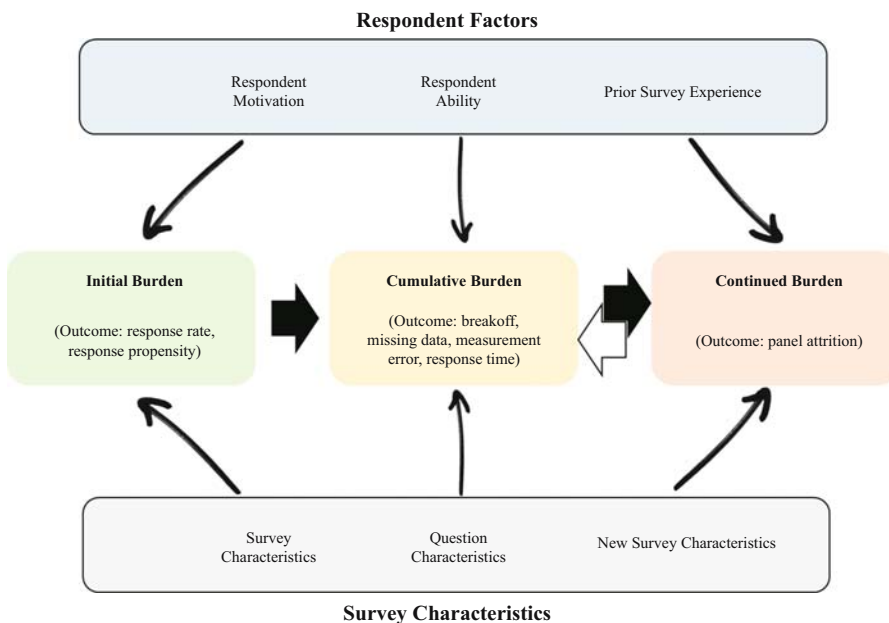 Respondent Factors
Respondent
Motivation
Respondent
Ability
Prior Survey Experience
Initial Burden
(Outcome: response rate,
response propensity)
Cumulative Burden
(Outcome: breakoff,
missing data, measurement
error, response time)
Continued Burden
(Outcome: panel attrition)
Survey
Characteristics
Question
Characteristics
New Survey Characteristics
Survey Characteristics